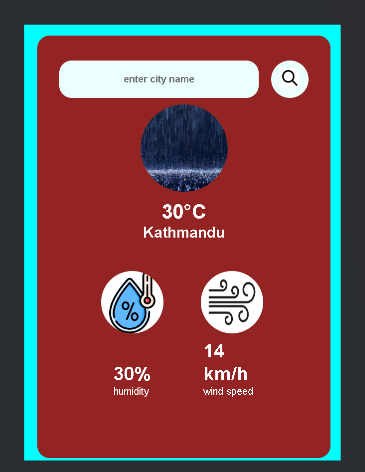 enter city name
30°C
Kathmandu
%
14
30% km/h
humidity wind speed